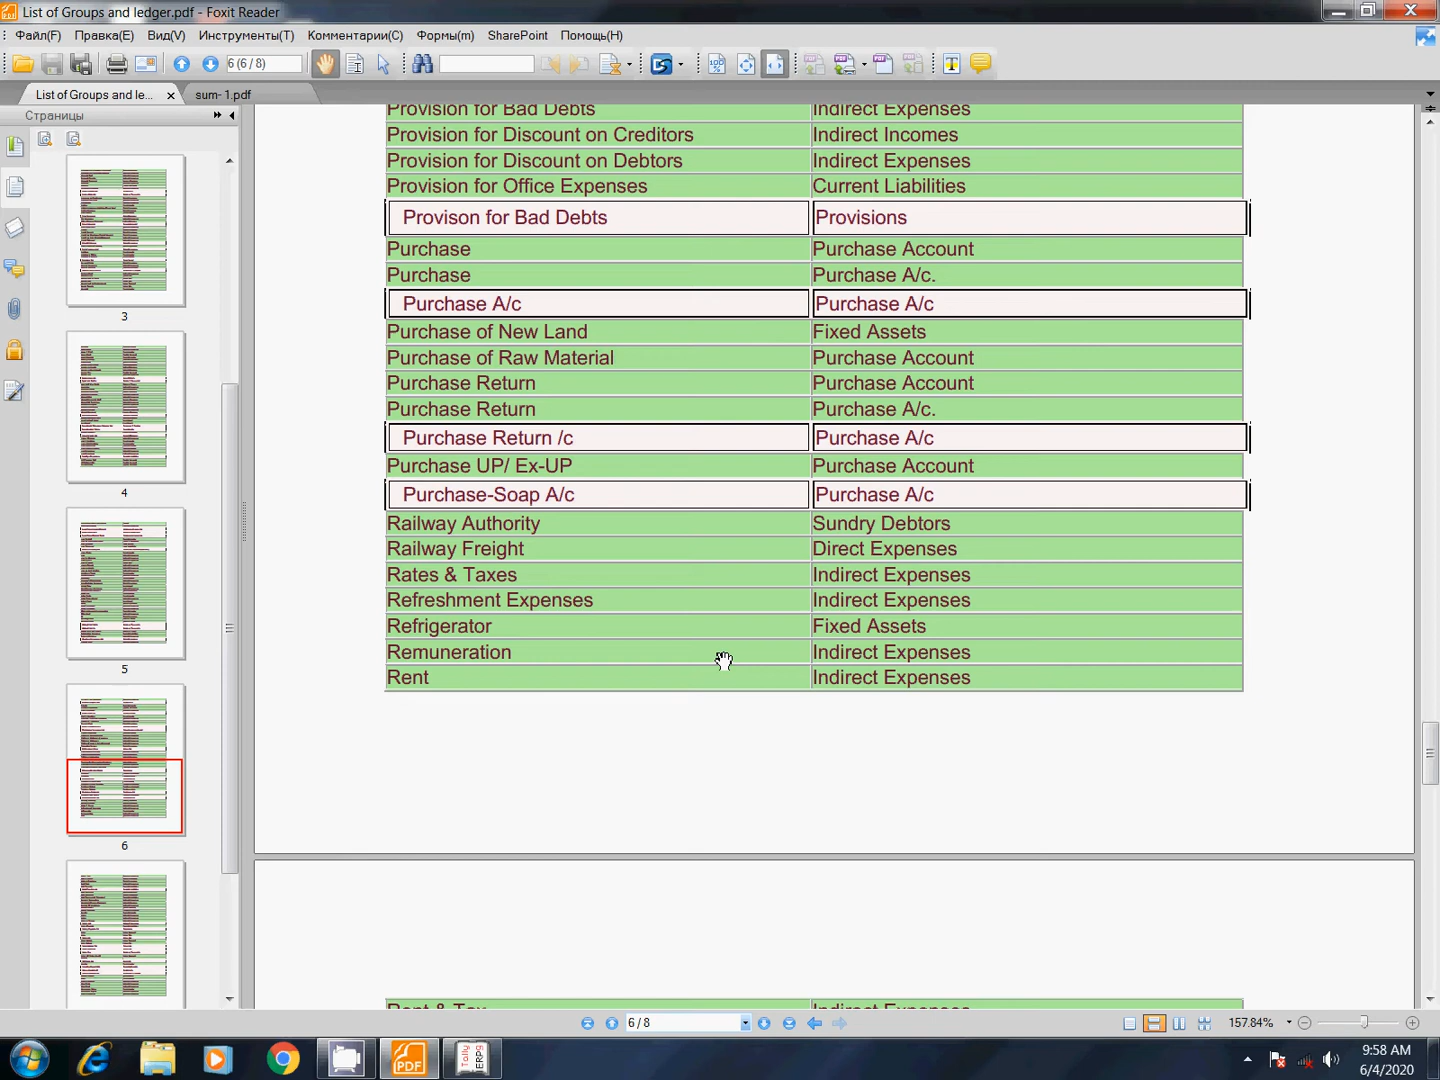 List of Groups and ledger.pdf - Foxit Reader
Файл(F) Правка(E) Вид(V) Инструменты(T) Комментарии(C) Формы(m) SharePoint Помощь(H)
6 (6 / 8)
List of Groups and le... sum- 1.pdf
Страницы
3
4
5
6
Provision for Bad Debts Indirect Expenses
Provision for Discount on Creditors Indirect Incomes
Provision for Discount on Debtors Indirect Expenses
Provision for Office Expenses Current Liabilities
Provison for Bad Debts Provisions
Purchase Purchase Account
Purchase Purchase A/c.
Purchase A/c Purchase A/c
Purchase of New Land Fixed Assets
Purchase of Raw Material Purchase Account
Purchase Return Purchase Account
Purchase Return Purchase A/c.
Purchase Return /c Purchase A/c
Purchase UP/ Ex-UP Purchase Account
Purchase-Soap A/c Purchase A/c
Railway Authority Sundry Debtors
Railway Freight Direct Expenses
Rates & Taxes Indirect Expenses
Refreshment Expenses Indirect Expenses
Refrigerator Fixed Assets
Remuneration Indirect Expenses
Rent Indirect Expenses
Rent & Tax Indirect Expenses
6 / 8 157.84%
PDF Tally ERP9 9:58 AM
6/4/2020